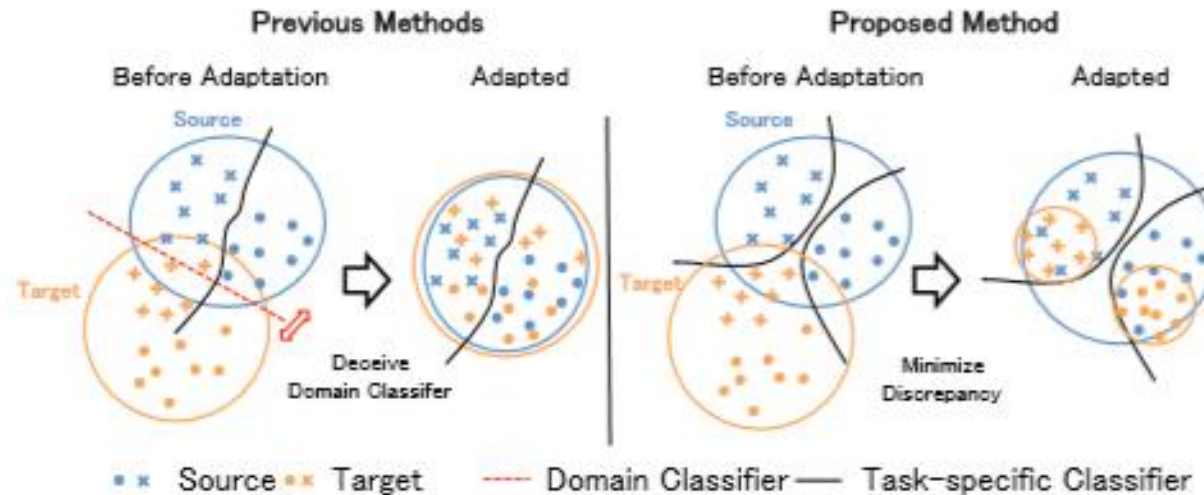 Previous Methods
Before Adaptation
Adapted
Source
Target
Deceive
Domain Classifer
Proposed Method
Before Adaptation
Adapted
Source
Target
Minimize
Discrepancy
Source Target Domain Classifier Task-specific Classifier